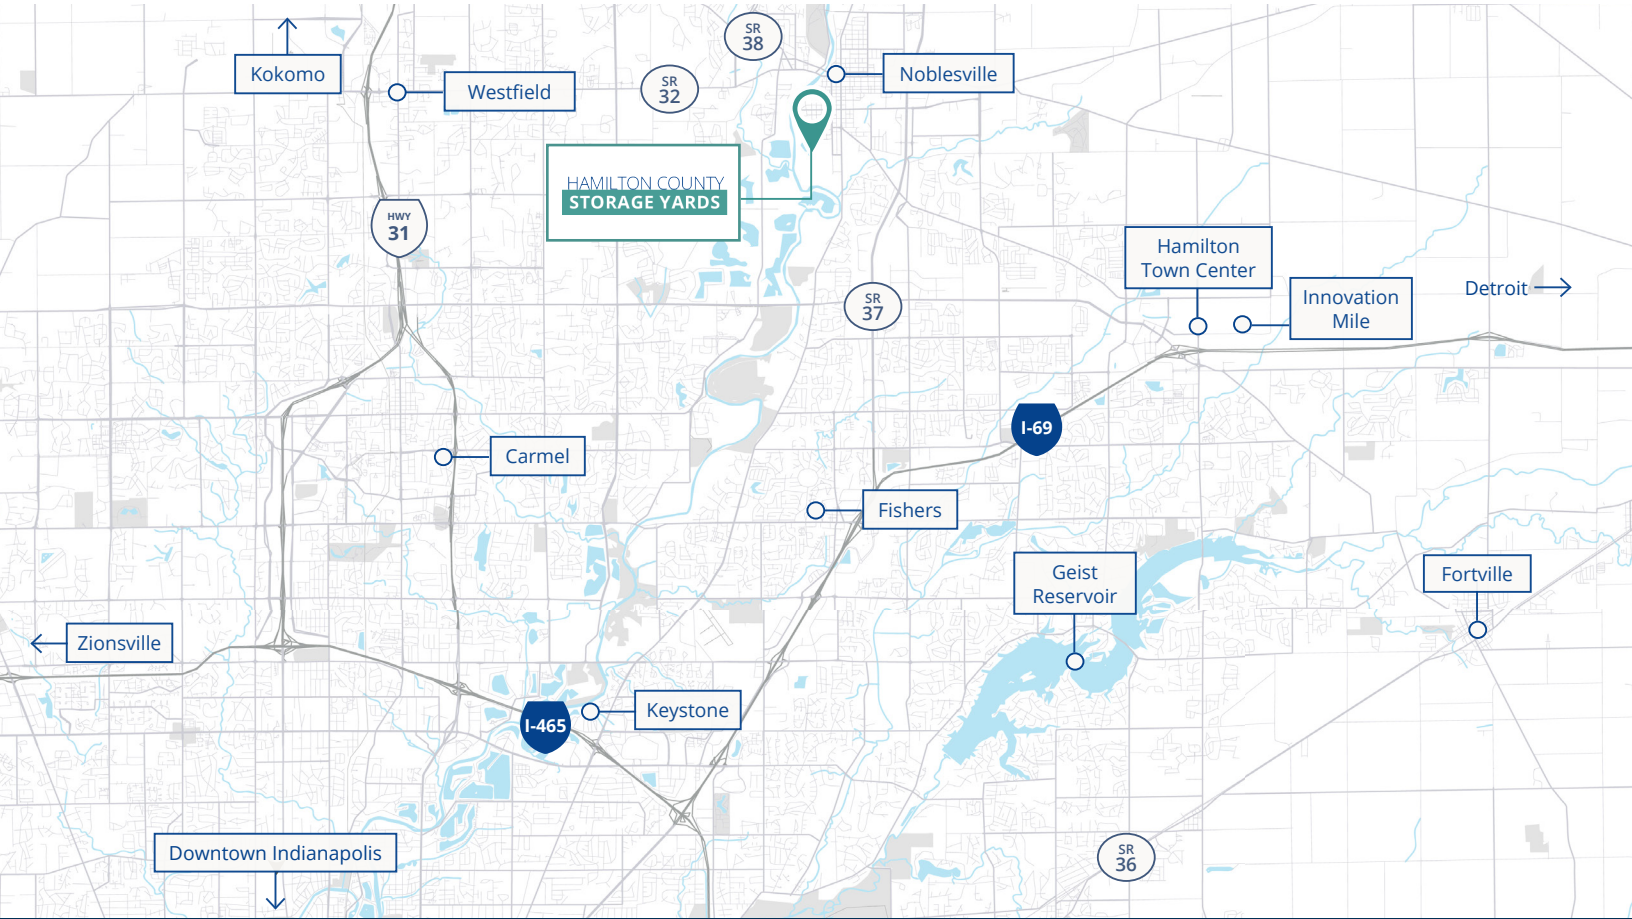 SR
38
Kokomo
Westfield
SR
32
Noblesville
HAMILTON COUNTY
STORAGE YARDS
HWY
31
Hamilton
Town Center
Innovation
Mile
Detroit
SR
37
I-69
Carmel
Fishers
Geist
Reservoir
Fortville
Zionsville
Keystone
I-465
Downtown Indianapolis
SR
36